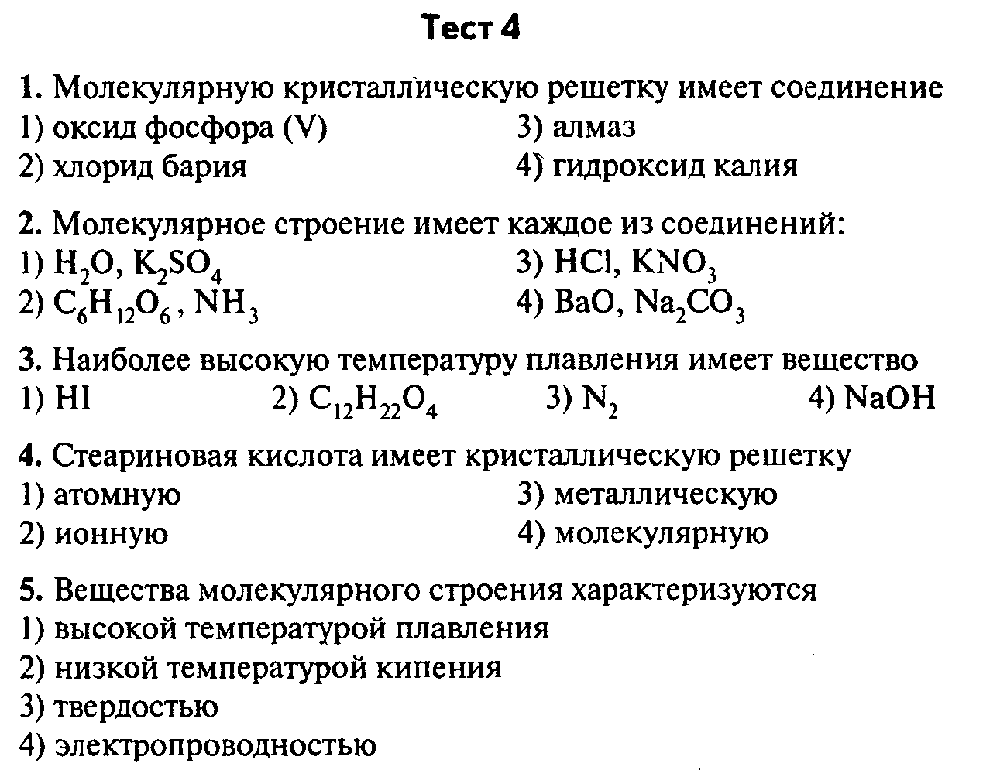 Тест 4
1. Молекулярную кристаллическую решетку имеет соединение
1) оксид фосфора (V) 3) алмаз
2) хлорид бария 4) гидроксид калия
2. Молекулярное строение имеет каждое из соединений:
1) H₂O, K₂SO₄ 3) HCl, KNO₃
2) C₆H₁₂O₆, NH₃ 4) BaO, Na₂CO₃
3. Наиболее высокую температуру плавления имеет вещество
1) HI 2) C₁₂H₂₂O₄ 3) N₂ 4) NaOH
4. Стеариновая кислота имеет кристаллическую решетку
1) атомную 3) металлическую
2) ионную 4) молекулярную
5. Вещества молекулярного строения характеризуются
1) высокой температурой плавления
2) низкой температурой кипения
3) твердостью
4) электропроводностью